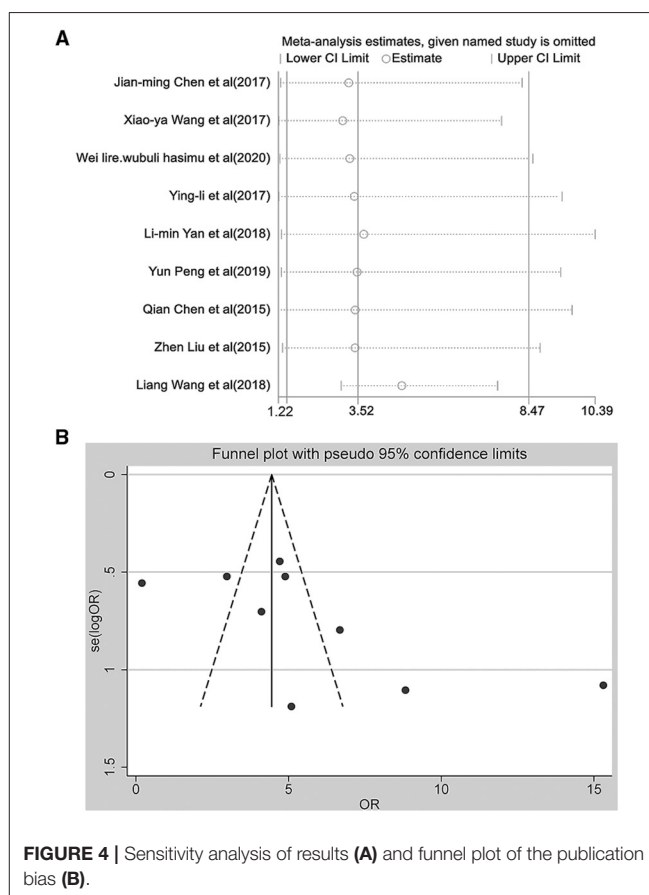 A
Meta-analysis estimates, given named study is omitted
Lower CI Limit Estimate Upper CI Limit
Jian-ming Chen et al(2017)
Xiao-ya Wang et al(2017)
Wei lire.wubuli hasimu et al(2020)
Ying-li et al(2017)
Li-min Yan et al(2018)
Yun Peng et al(2019)
Qian Chen et al(2015)
Zhen Liu et al(2015)
Liang Wang et al(2018)
1.22 3.52 8.47 10.39
B
Funnel plot with pseudo 95% confidence limits
0
.5
1
1.5
se(logOR)
0 5 10 15
OR
FIGURE 4 | Sensitivity analysis of results (A) and funnel plot of the publication
bias (B).